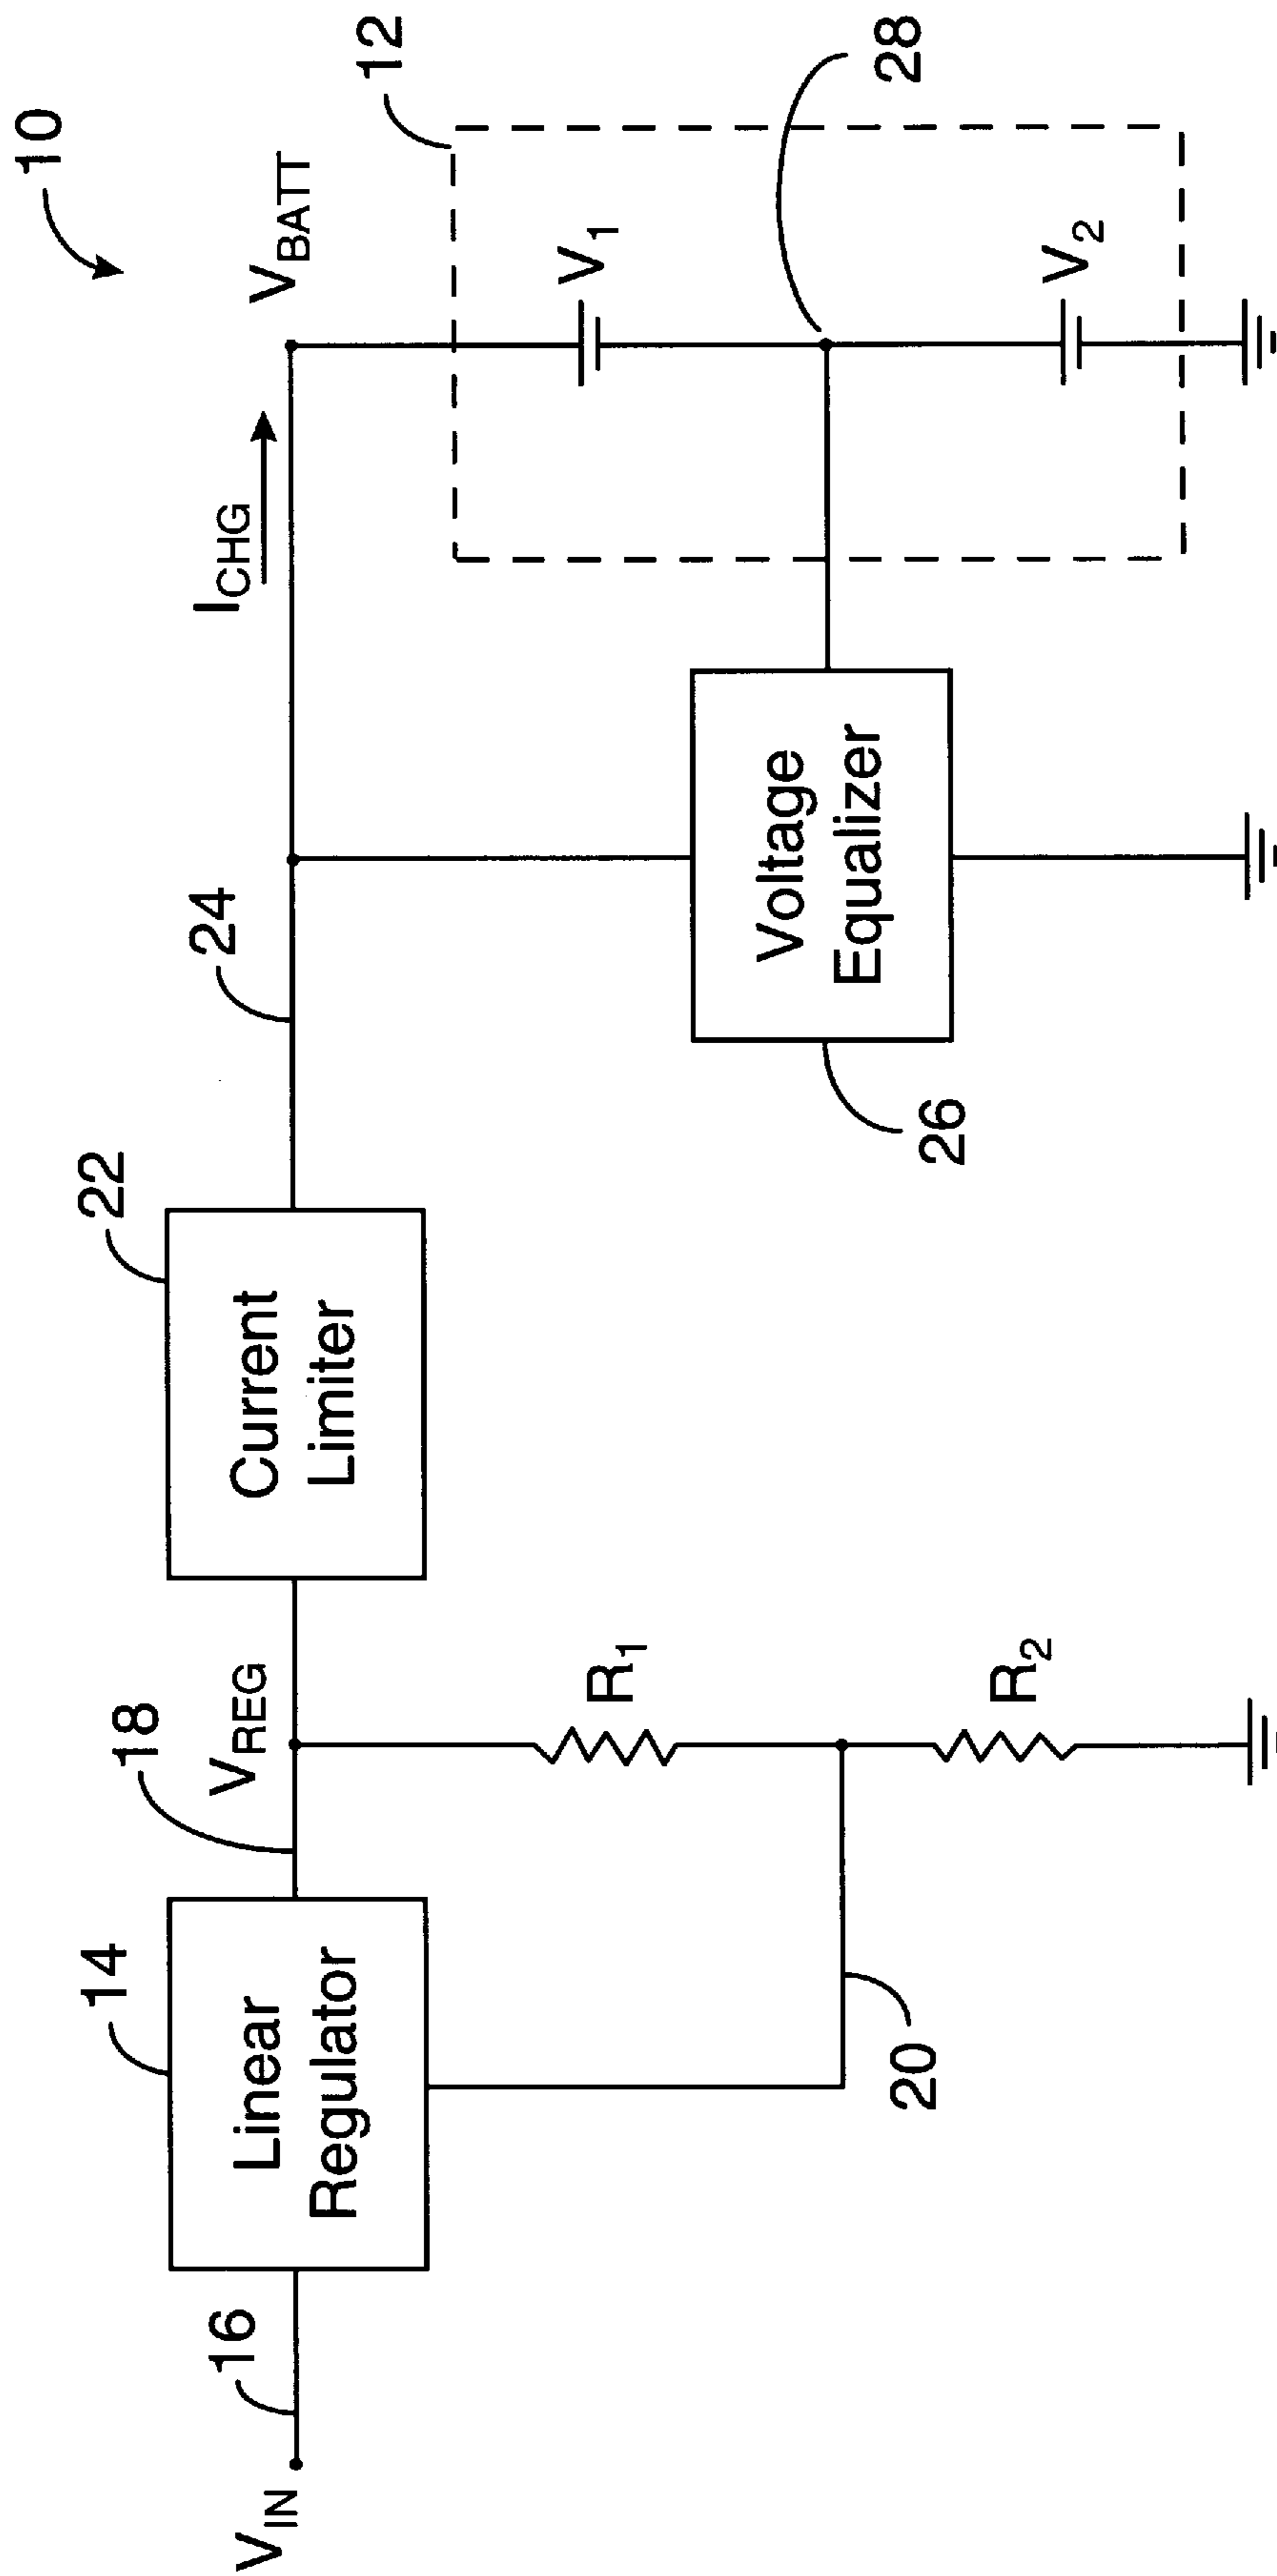 10
12
V_BATT
I_CHG
V_1
28
V_2
24
22
Current
Limiter
Voltage
Equalizer
26
18
V_REG
R_1
R_2
14
Linear
Regulator
20
16
V_IN